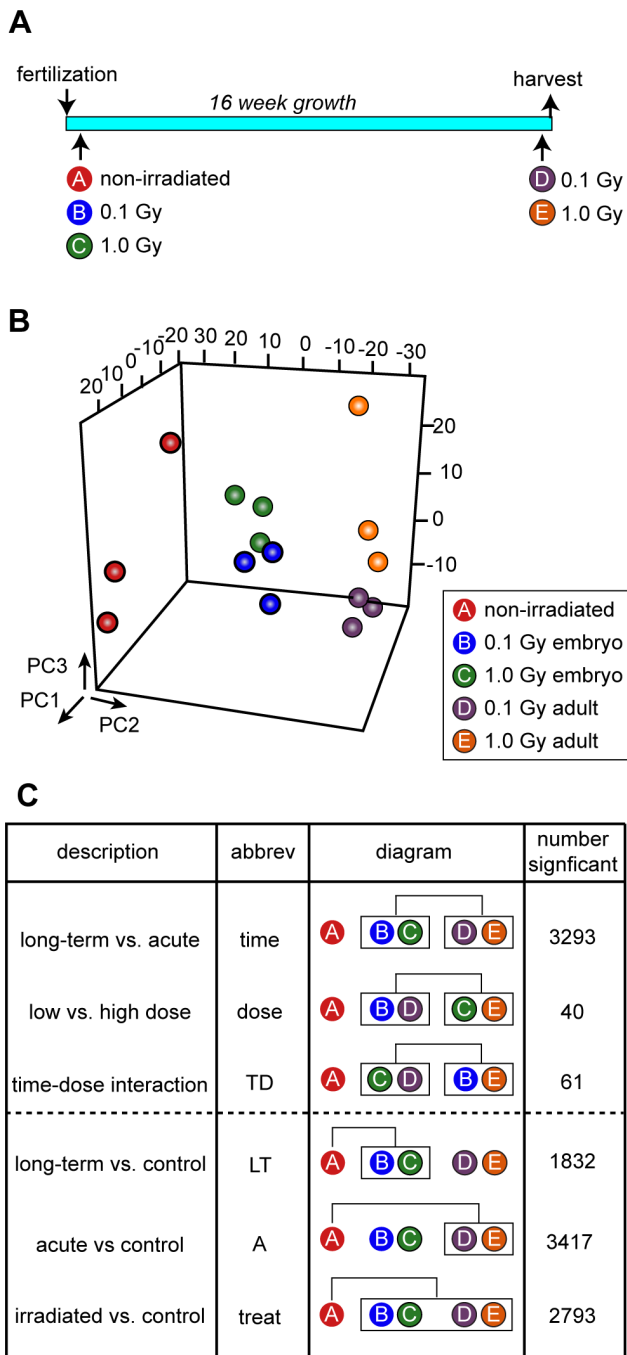 A
fertilization
harvest
16 week growth
A non-irradiated
B 0.1 Gy
C 1.0 Gy
D 0.1 Gy
E 1.0 Gy
B
20 10 0 -10 -20 30 20 10 0 -10 -20 -30
20
10
0
-10
PC3
PC1
PC2
A non-irradiated
B 0.1 Gy embryo
C 1.0 Gy embryo
D 0.1 Gy adult
E 1.0 Gy adult
C
description abbrev diagram number
signficant
long-term vs. acute time A B C D E 3293
low vs. high dose dose A B D C E 40
time-dose interaction TD A C D B E 61
long-term vs. control LT A B C D E 1832
acute vs control A A B C D E 3417
irradiated vs. control treat A B C D E 2793